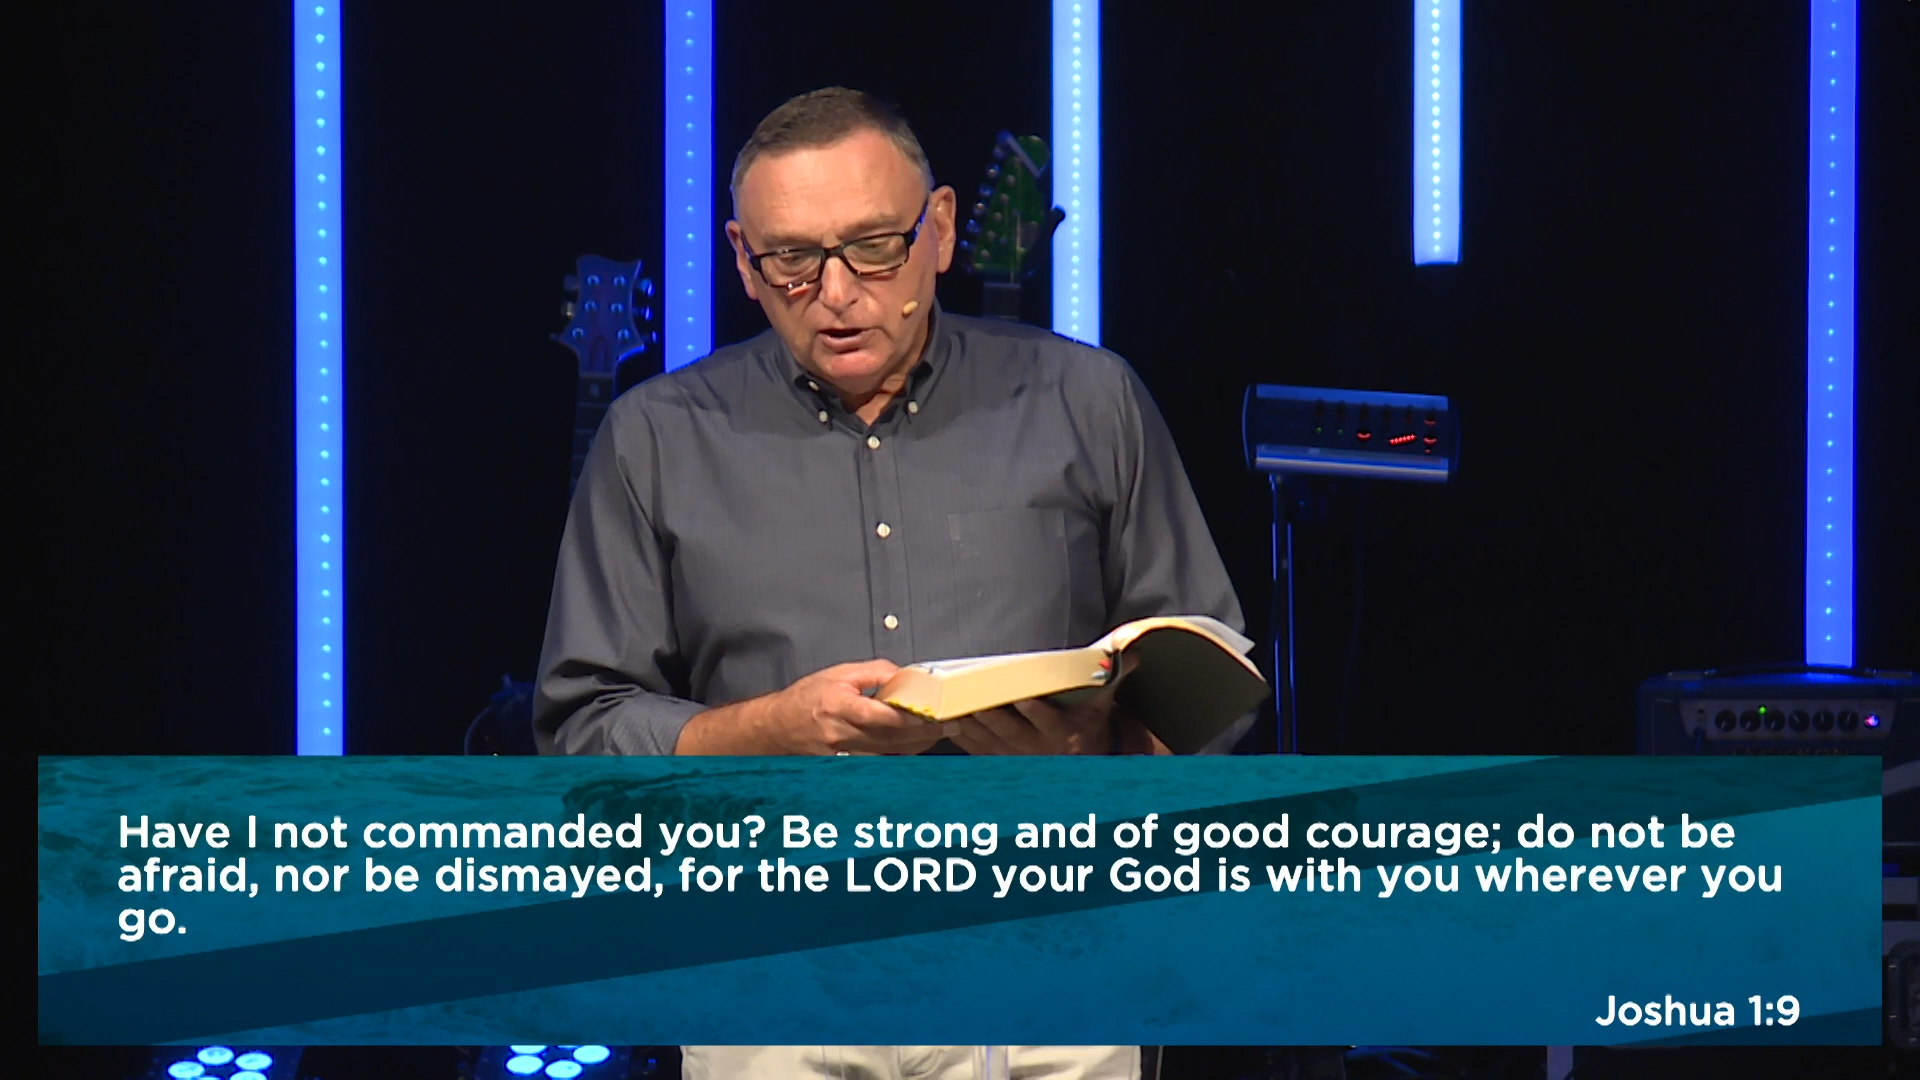 Have I not commanded you? Be strong and of good courage; do not be
afraid, nor be dismayed, for the LORD your God is with you wherever you
go.
Joshua 1:9